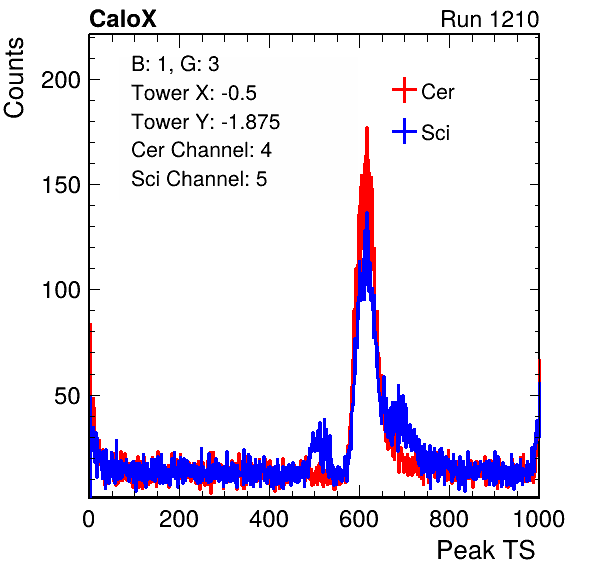 CaloX Run 1210
B: 1, G: 3
Tower X: -0.5
Tower Y: -1.875
Cer Channel: 4
Sci Channel: 5
Cer
Sci
Counts
200
150
100
50
0 200 400 600 800 1000
Peak TS